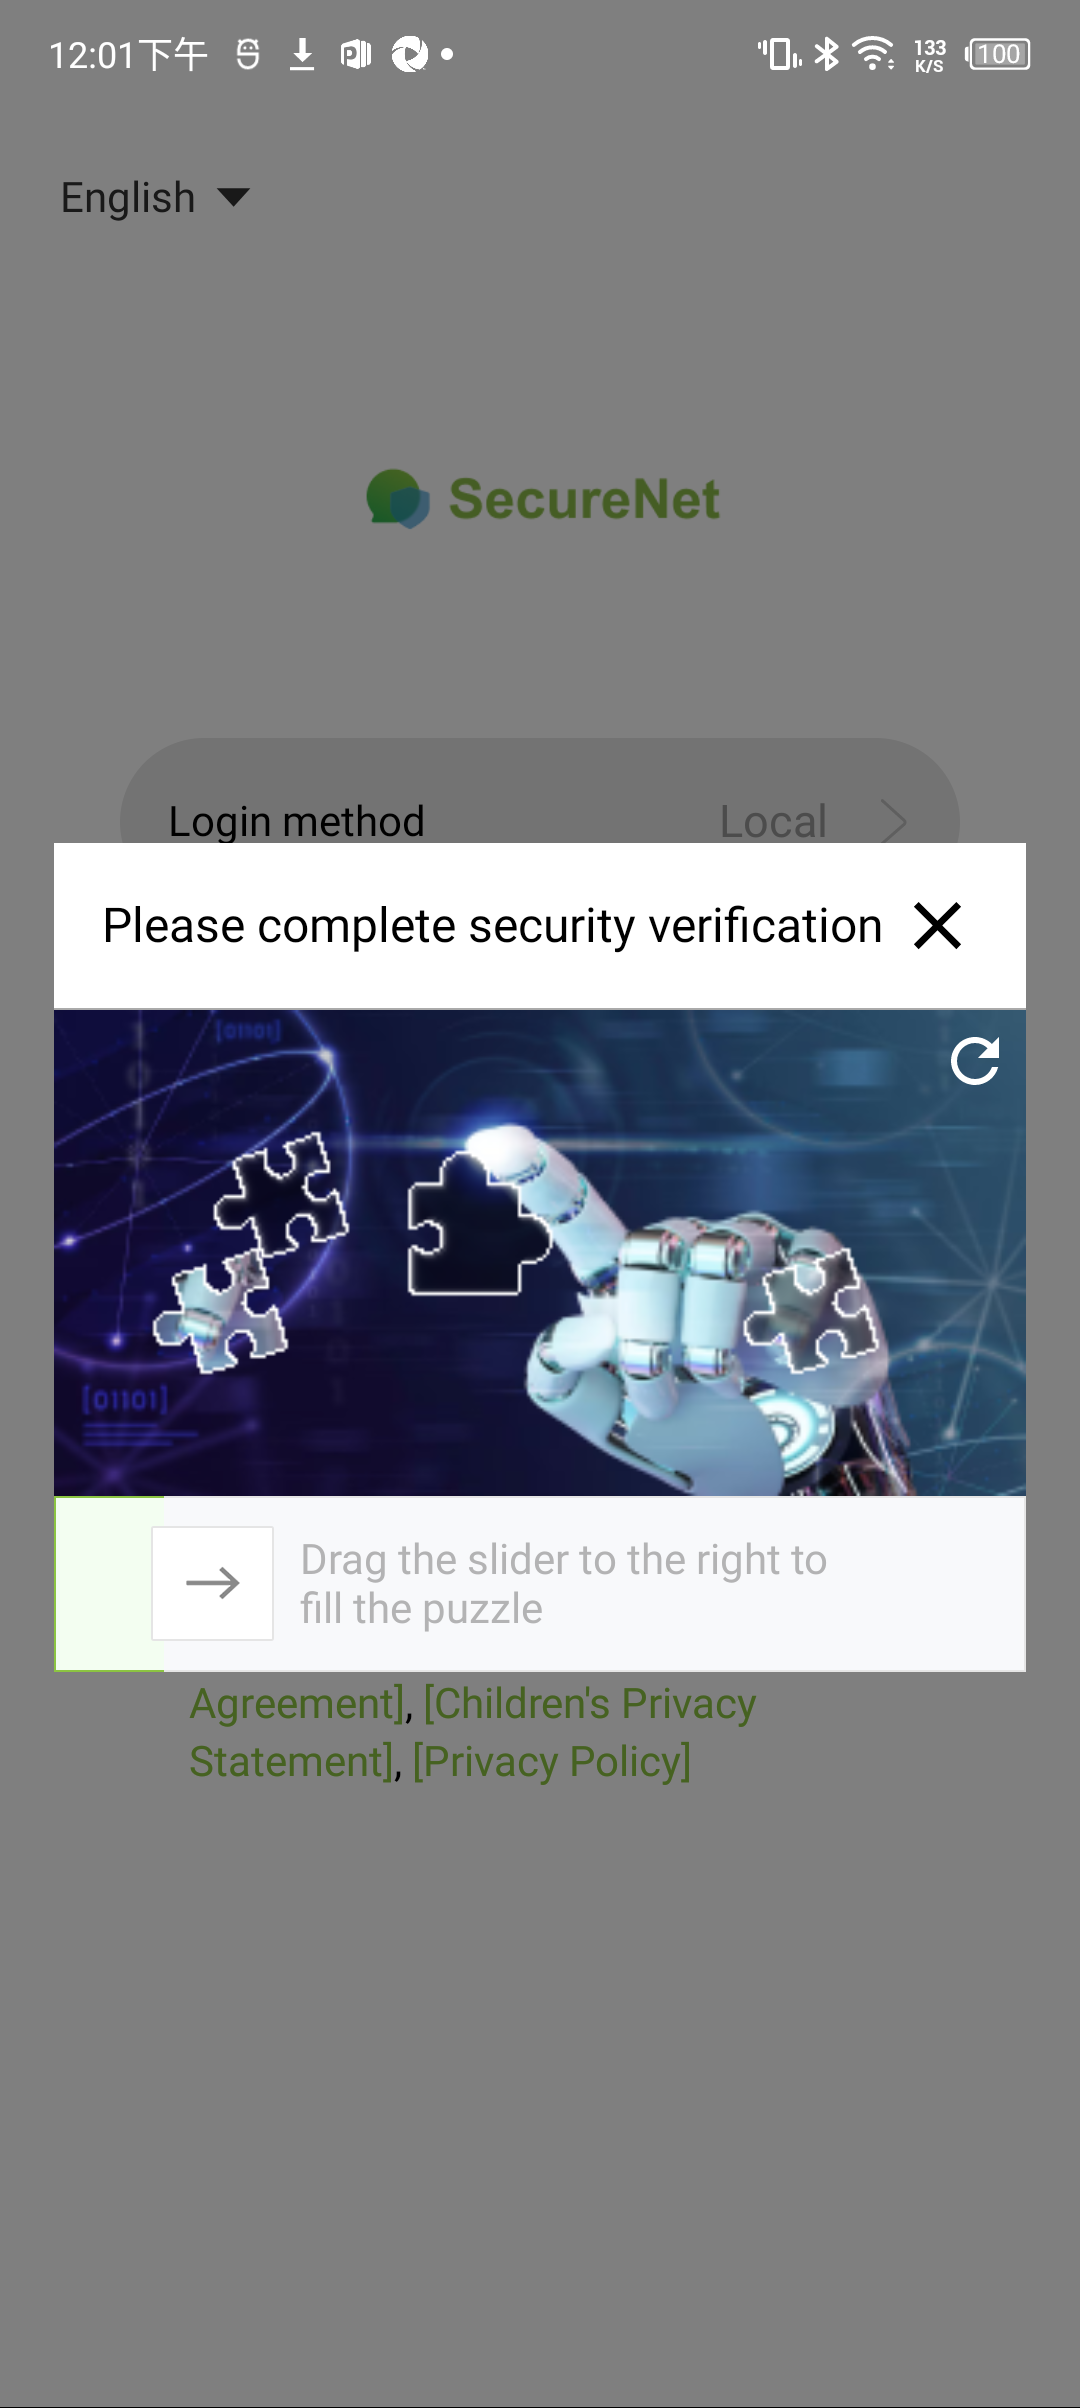 12:01下午
133
K/S
100
English
SecureNet
Login method
Local
Please complete security verification
[01101]
[01101]
Drag the slider to the right to
fill the puzzle
Agreement], [Children's Privacy
Statement], [Privacy Policy]